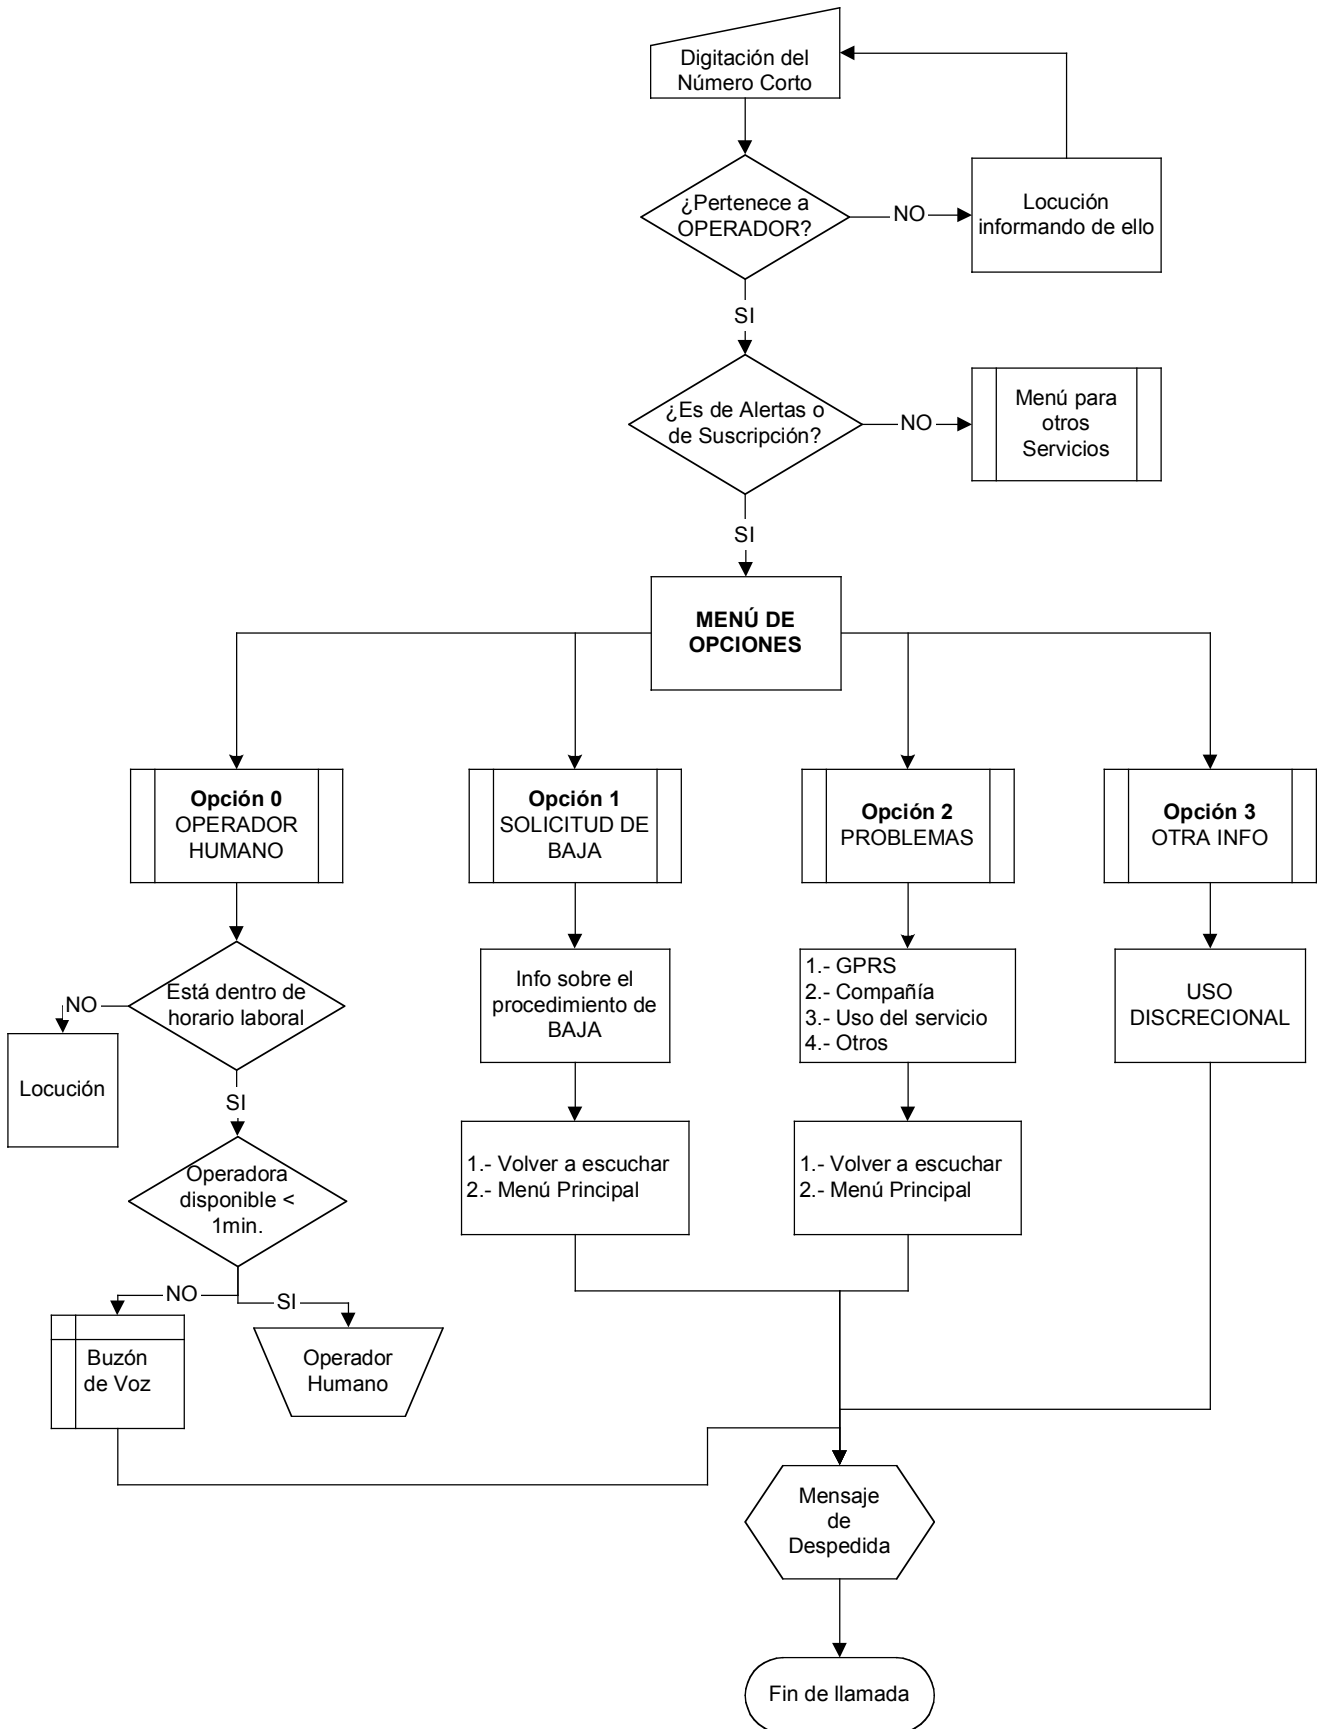 Digitación del
Número Corto
¿Pertenece a
OPERADOR?
NO
Locución
informando de ello
SI
¿Es de Alertas o
de Suscripción?
NO
Menú para
otros
Servicios
SI
MENÚ DE
OPCIONES
Opción 0
OPERADOR
HUMANO
Opción 1
SOLICITUD DE
BAJA
Opción 2
PROBLEMAS
Opción 3
OTRA INFO
Está dentro de
horario laboral
NO
Locución
SI
Info sobre el
procedimiento de
BAJA
1.- GPRS
2.- Compañía
3.- Uso del servicio
4.- Otros
USO
DISCRECIONAL
Operadora
disponible <
1min.
1.- Volver a escuchar
2.- Menú Principal
1.- Volver a escuchar
2.- Menú Principal
NO
SI
Buzón
de Voz
Operador
Humano
Mensaje
de
Despedida
Fin de llamada